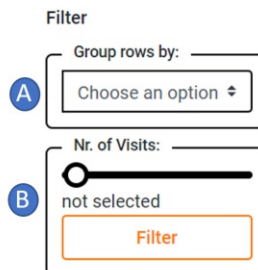 Filter
Group rows by:
A
Choose an option
Nr. of Visits:
B
not selected
Filter